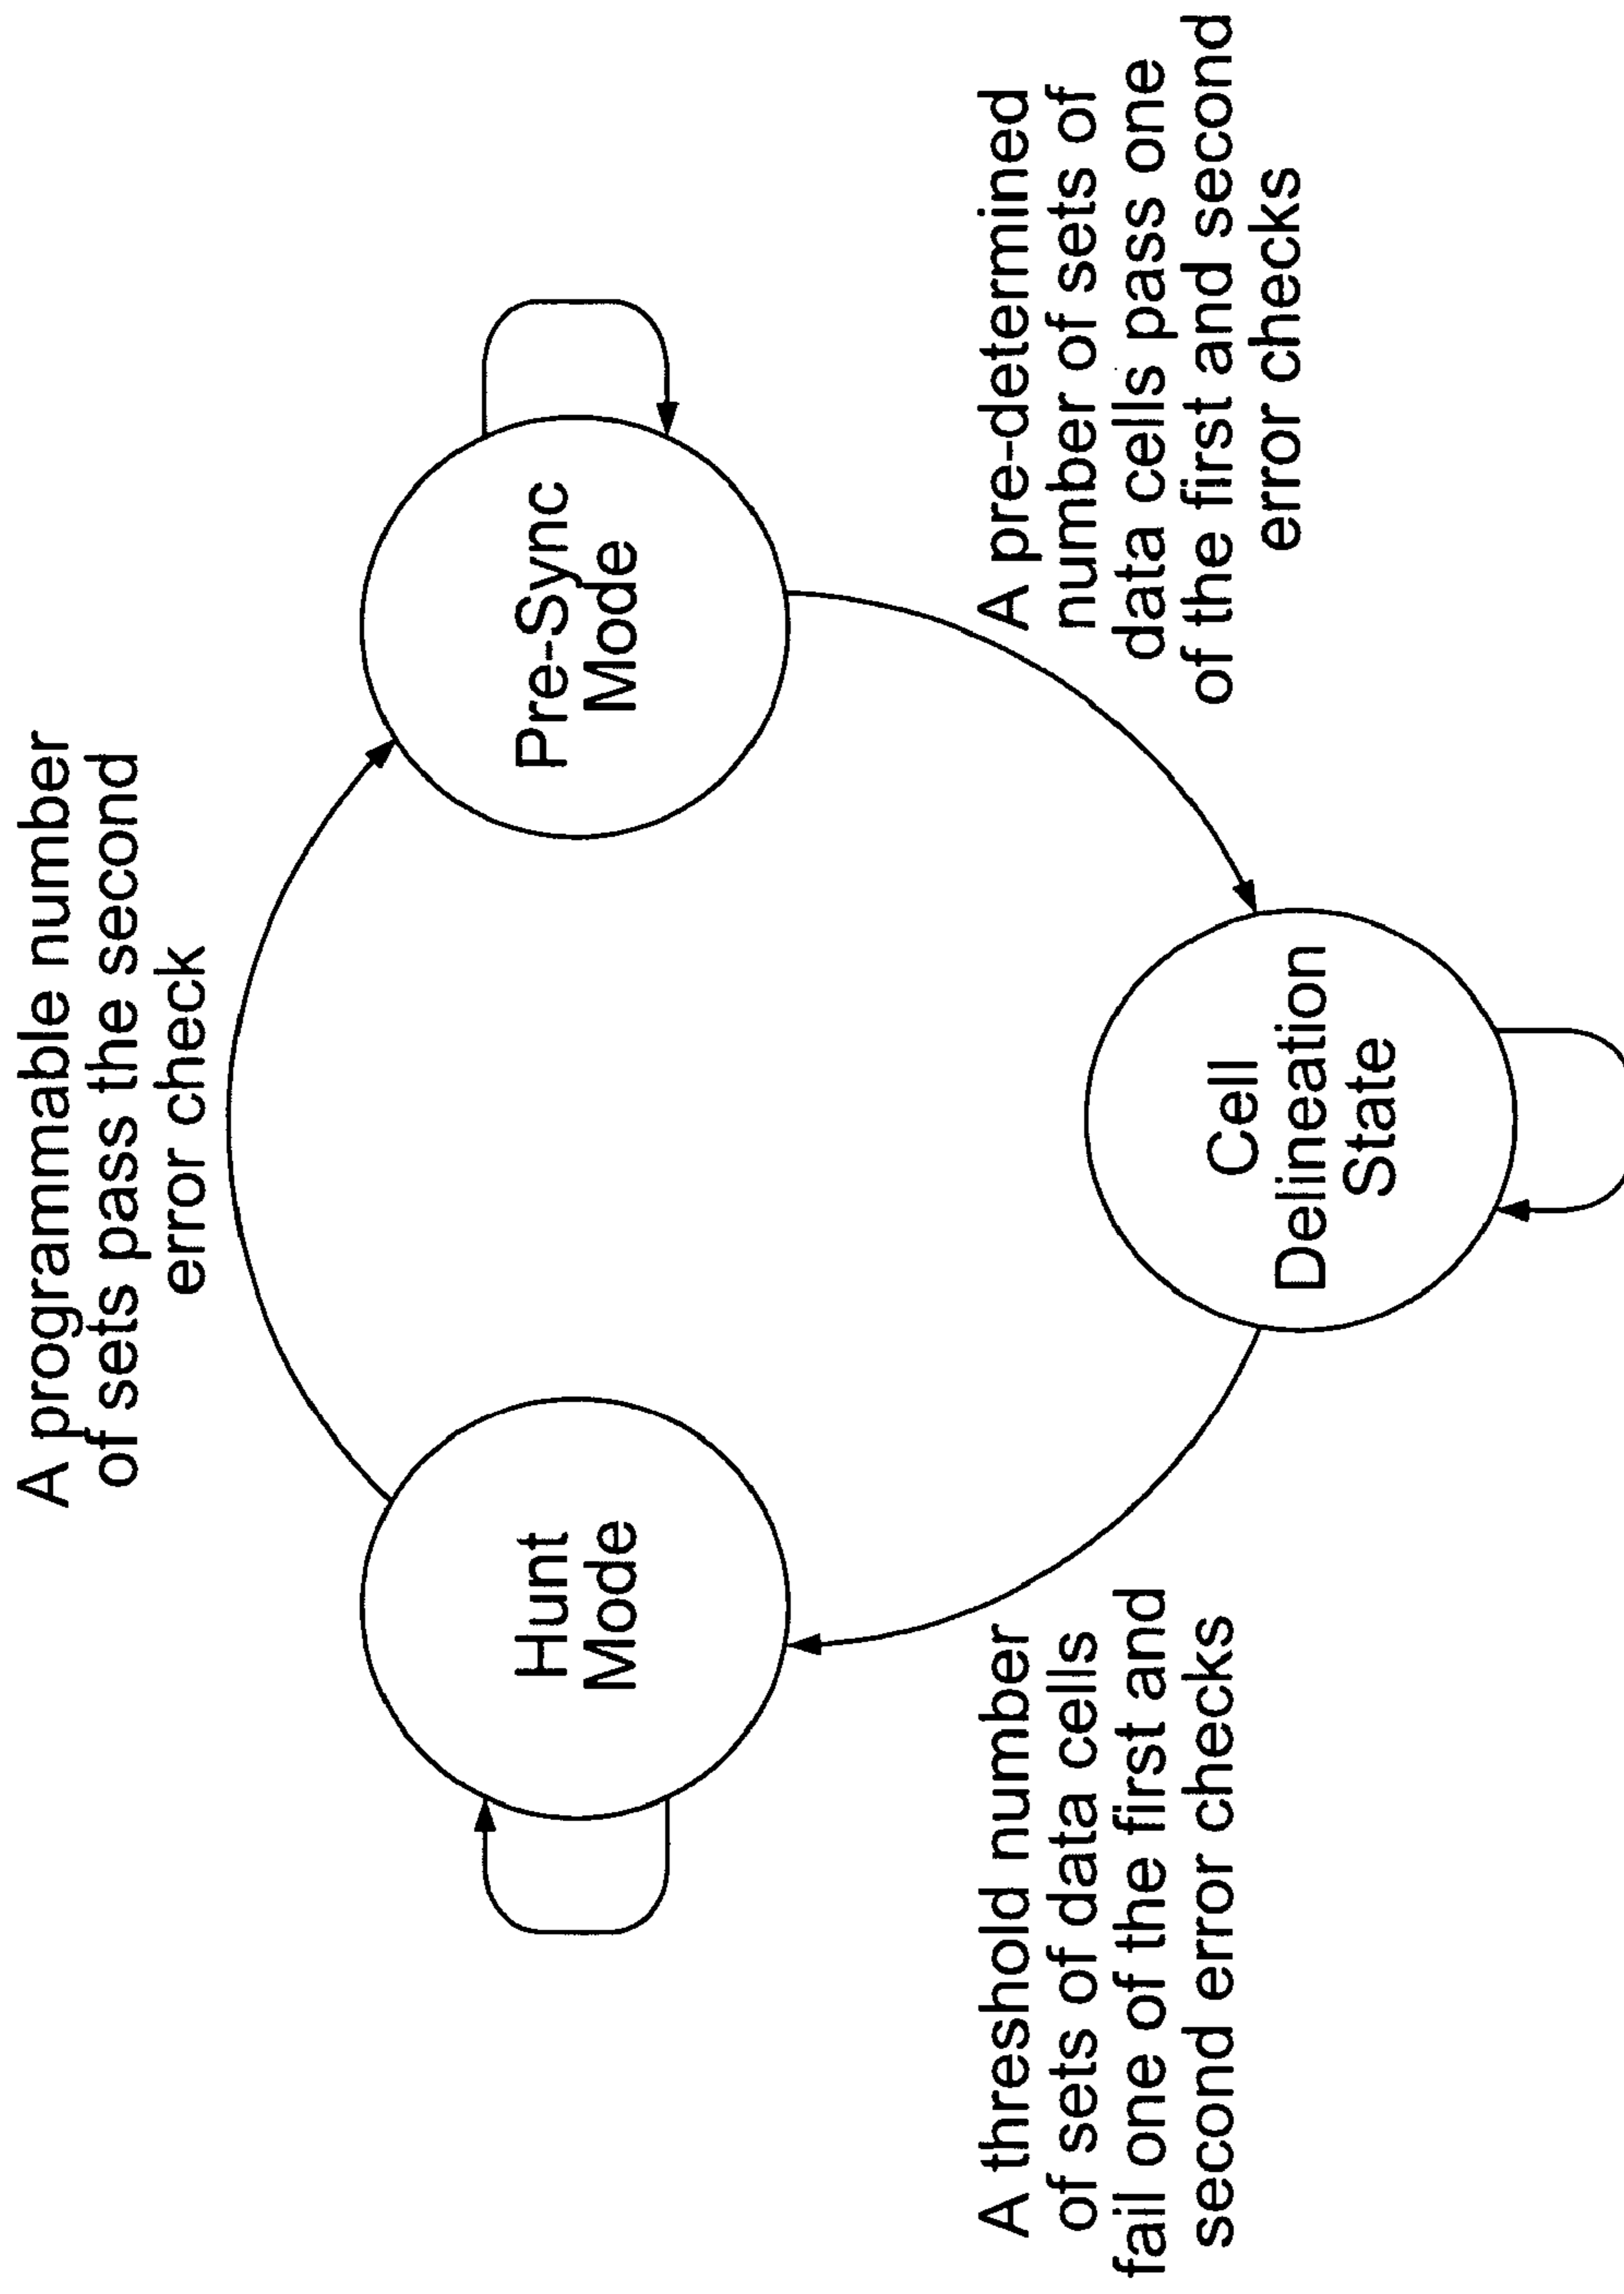 A programmable number
of sets pass the second
error check
Hunt
Mode
Pre-Sync
Mode
A threshold number
of sets of data cells
fail one of the first and
second error checks
Cell
Delineation
State
A pre-determined
number of sets of
data cells pass one
of the first and second
error checks